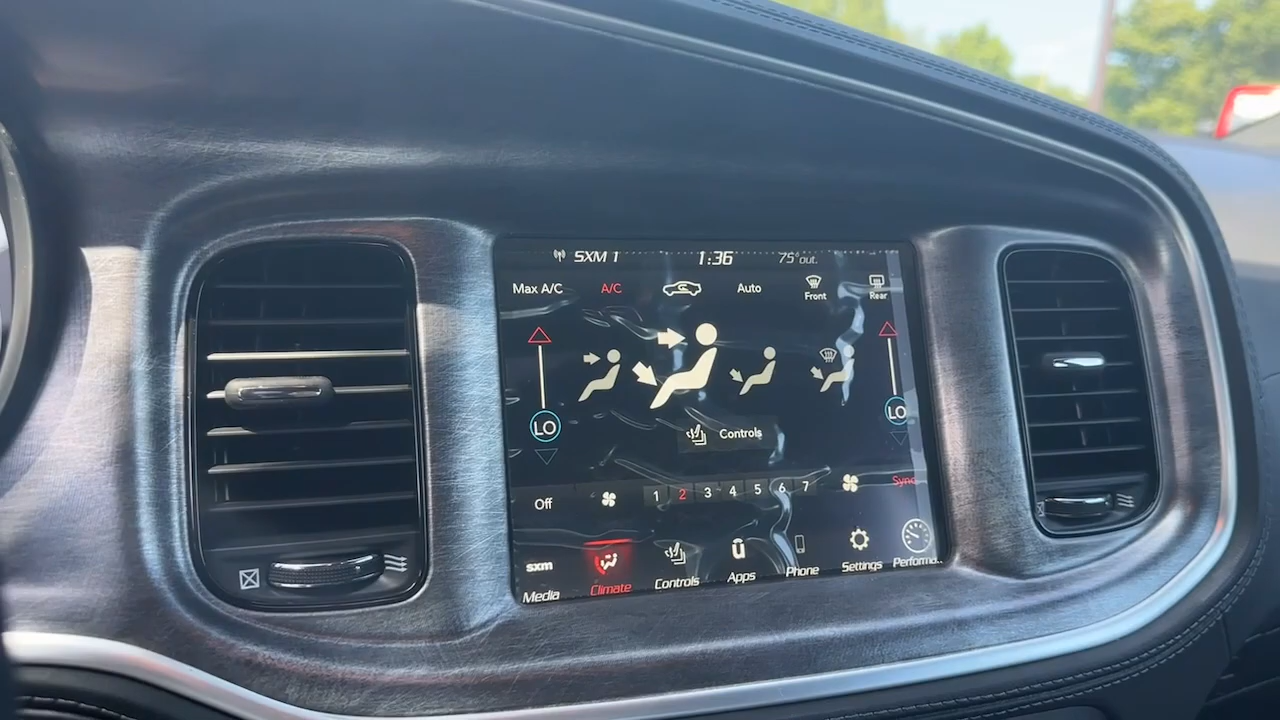 SXM 1 1:36 75° out.
Max A/C A/C Auto Front Rear
LO LO
Controls
Off 1 2 3 4 5 6 7 Sync
sxm
Media Climate Controls Apps Phone Settings Performa...